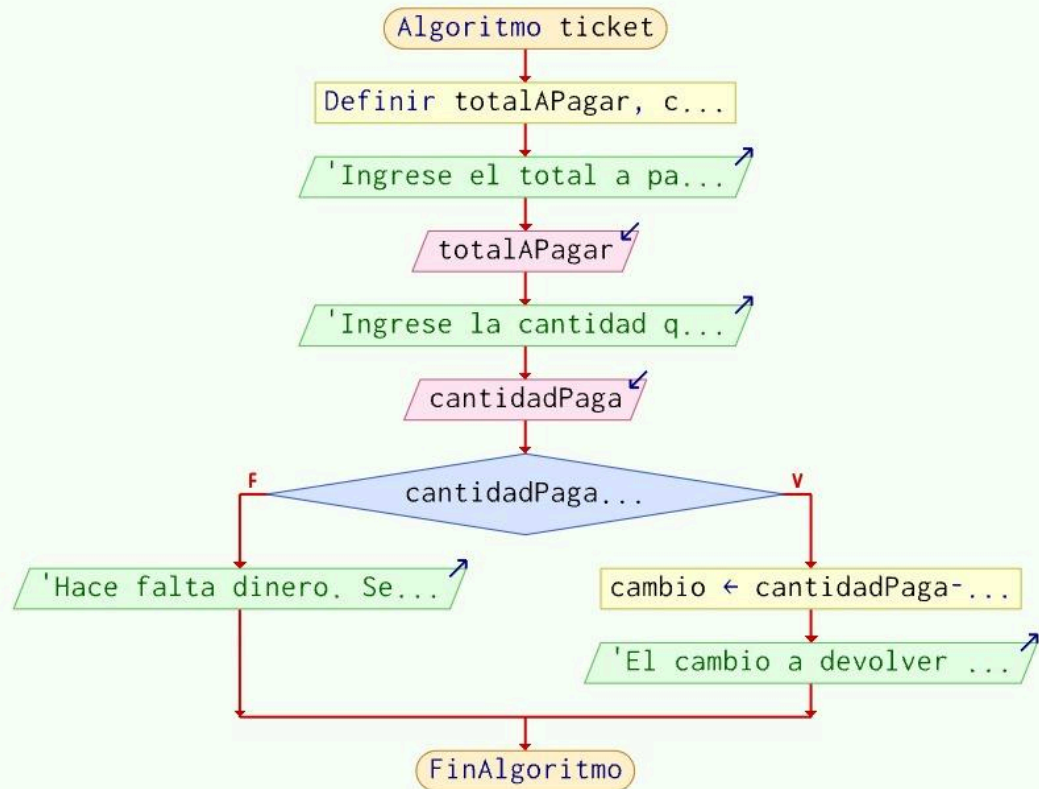 Algoritmo ticket
Definir totalAPagar, c...
'Ingrese el total a pa...
totalAPagar
'Ingrese la cantidad q...
cantidadPaga
cantidadPaga...
F
V
'Hace falta dinero. Se...
cambio ← cantidadPaga-...
'El cambio a devolver ...
FinAlgoritmo